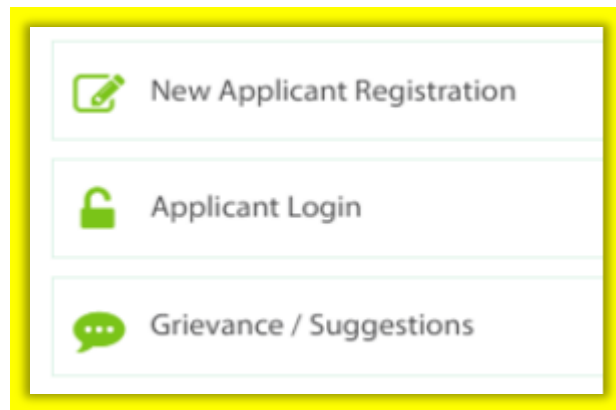 New Applicant Registration
Applicant Login
Grievance / Suggestions